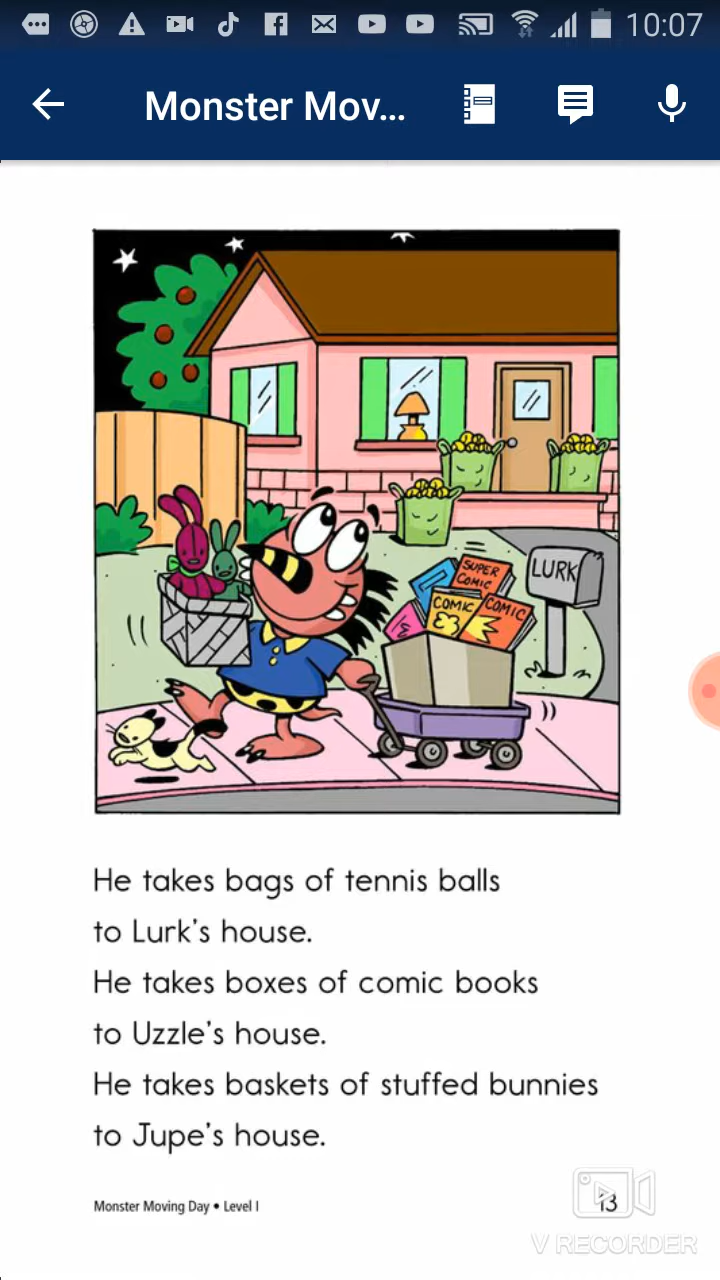 10:07
Monster Mov...
SUPER
COMIC
COMIC
COMIC
LURK
He takes bags of tennis balls
to Lurk's house.
He takes boxes of comic books
to Uzzle's house.
He takes baskets of stuffed bunnies
to Jupe's house.
Monster Moving Day • Level I
13
V RECORDER